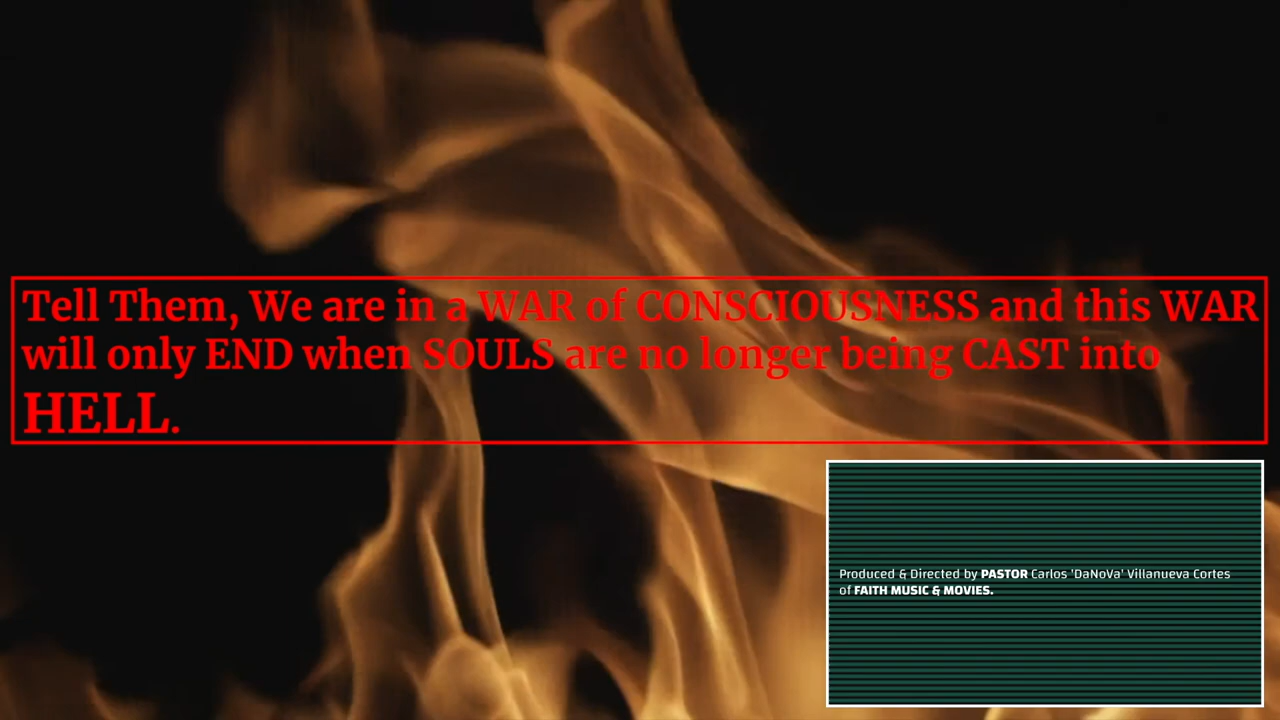 Tell Them, We are in a WAR of CONSCIOUSNESS and this WAR
will only END when SOULS are no longer being CAST into
HELL.
Produced & Directed by PASTOR Carlos 'DaNoVa' Villanueva Cortes
of FAITH MUSIC & MOVIES.